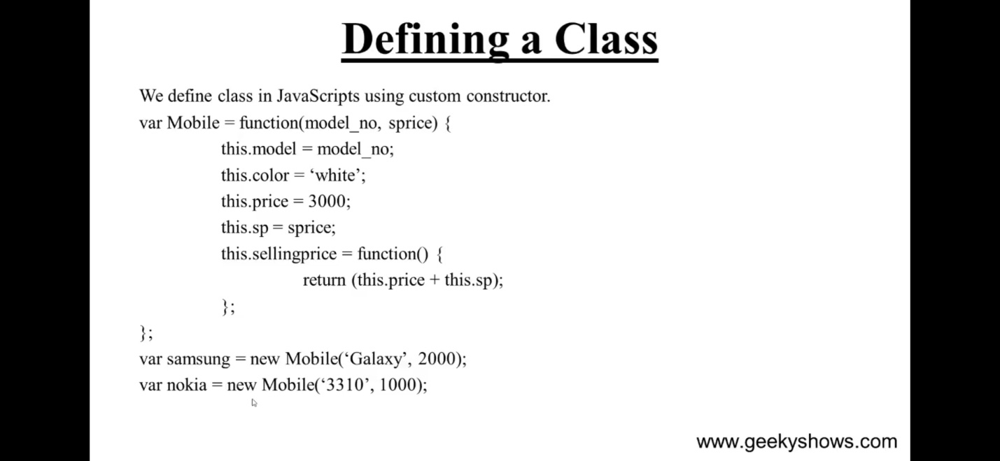 Defining a Class
We define class in JavaScripts using custom constructor.
var Mobile = function(model_no, sprice) {
this.model = model_no;
this.color = ‘white’;
this.price = 3000;
this.sp = sprice;
this.sellingprice = function() {
return (this.price + this.sp);
};
};
var samsung = new Mobile(‘Galaxy’, 2000);
var nokia = new Mobile(‘3310’, 1000);
www.geekyshows.com